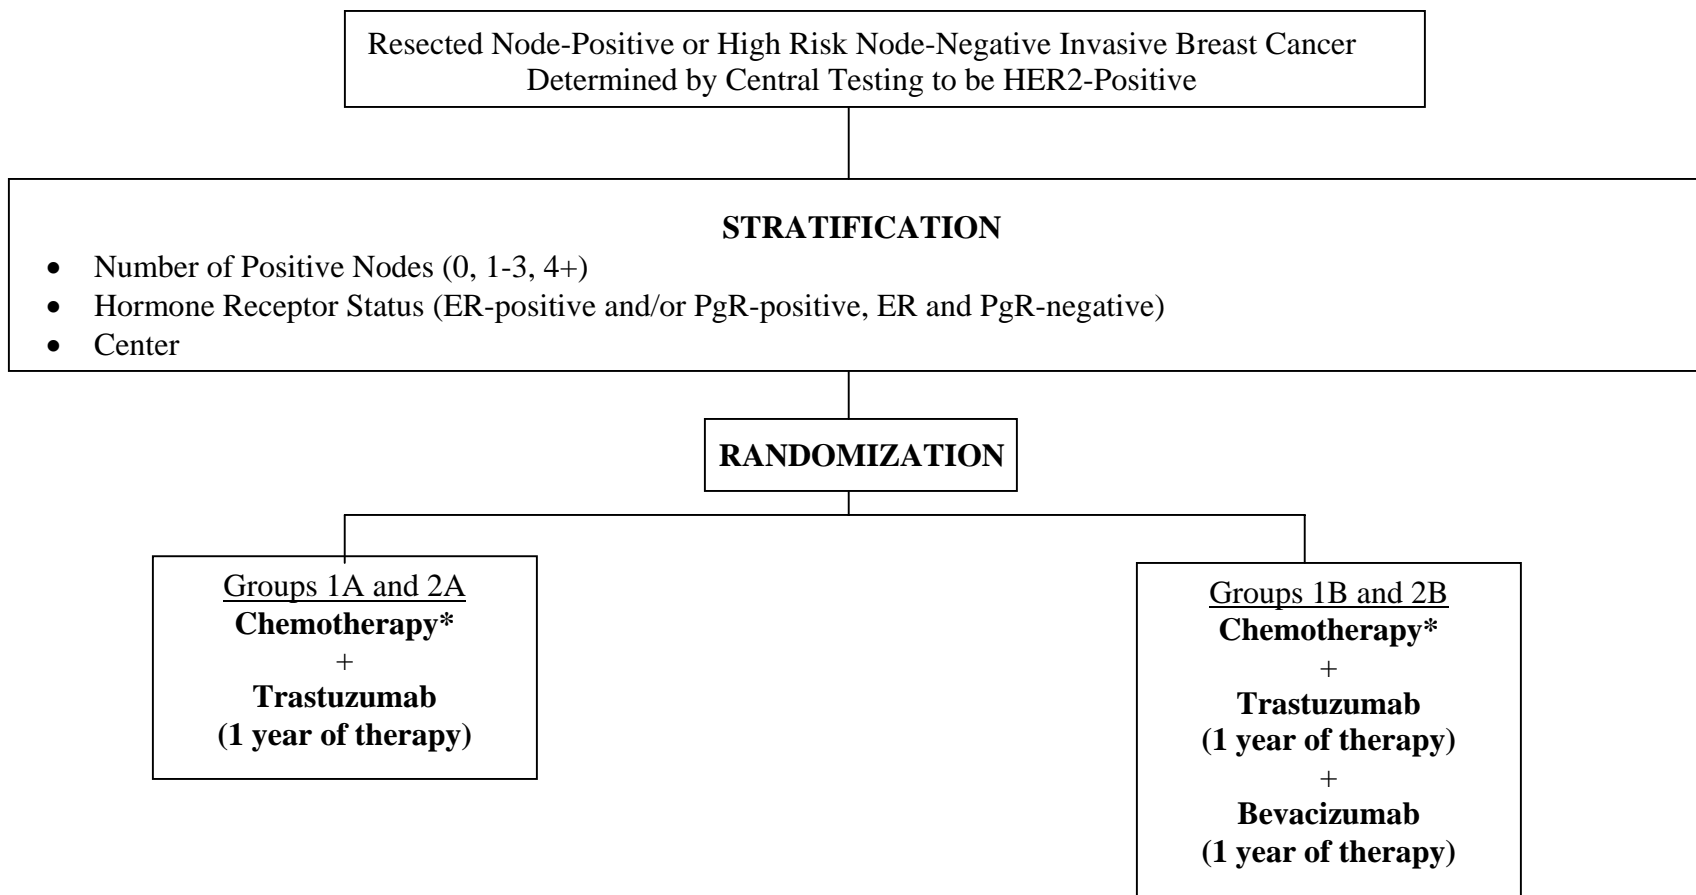 Resected Node-Positive or High Risk Node-Negative Invasive Breast Cancer
Determined by Central Testing to be HER2-Positive
STRATIFICATION
• Number of Positive Nodes (0, 1-3, 4+)
• Hormone Receptor Status (ER-positive and/or PgR-positive, ER and PgR-negative)
• Center
RANDOMIZATION
Groups 1A and 2A
Chemotherapy*
+
Trastuzumab
(1 year of therapy)
Groups 1B and 2B
Chemotherapy*
+
Trastuzumab
(1 year of therapy)
+
Bevacizumab
(1 year of therapy)